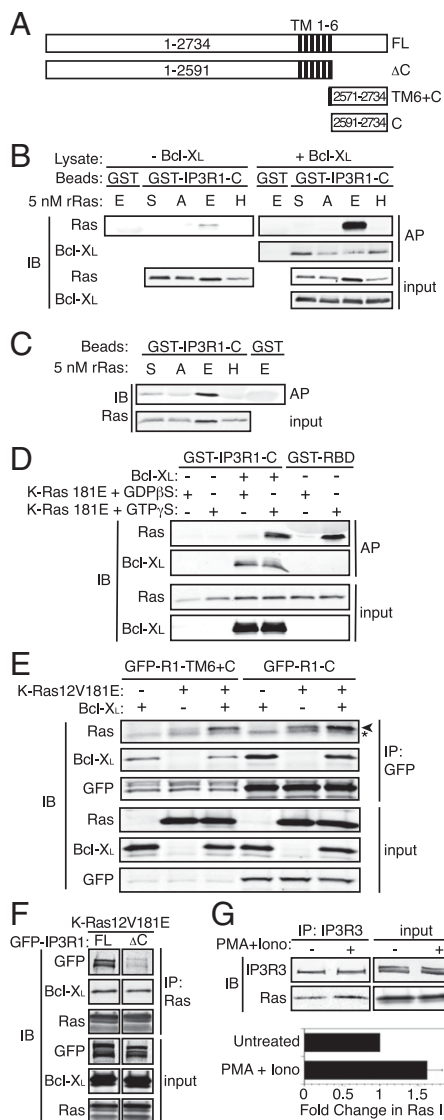 A
TM 1-6
1-2734 FL
1-2591 ΔC
2571-2734 TM6+C
2591-2734 C
B
Lysate: - Bcl-XL + Bcl-XL
Beads: GST GST-IP3R1-C GST GST-IP3R1-C
5 nM rRas: E S A E H E S A E H
IB
Ras
Bcl-XL
AP
Ras
Bcl-XL
input
C
Beads: GST-IP3R1-C GST
5 nM rRas: S A E H E
IB
Ras
AP
input
D
GST-IP3R1-C GST-RBD
Bcl-XL: - - + + - -
K-Ras 181E + GDPβS: + - + - + -
K-Ras 181E + GTPγS: - + - + - +
IB
Ras
Bcl-XL
AP
Ras
Bcl-XL
input
E
GFP-R1-TM6+C GFP-R1-C
K-Ras12V181E: - + + - + +
Bcl-XL: + - + + - +
IB
Ras
*
Bcl-XL
GFP
IP: GFP
Ras
Bcl-XL
GFP
input
F
K-Ras12V181E
GFP-IP3R1: FL ΔC
IB
GFP
Bcl-XL
Ras
IP: Ras
GFP
Bcl-XL
Ras
input
G
IP: IP3R3 input
PMA+Iono: - + - +
IB
IP3R3
Ras
Untreated
PMA + Iono
0 0.5 1 1.5
Fold Change in Ras I